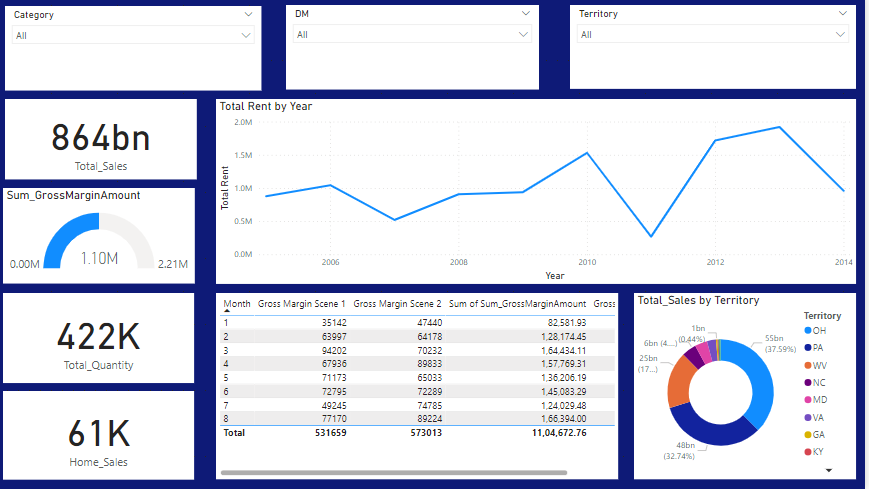 Category
All
DM
All
Territory
All
864bn
Total_Sales
Sum_GrossMarginAmount
0.00M
1.10M
2.21M
422K
Total_Quantity
61K
Home_Sales
Total Rent by Year
Total Rent
2.0M
1.5M
1.0M
0.5M
0.0M
2006 2008 2010 2012 2014
Year
Month Gross Margin Scene 1 Gross Margin Scene 2 Sum of Sum_GrossMarginAmount Gross
1 35142 47440 82,581.93
2 63997 64178 1,28,174.45
3 94202 70232 1,64,434.11
4 67936 89833 1,57,769.31
5 71173 65033 1,36,206.19
6 72795 72289 1,45,083.29
7 49245 74785 1,24,029.48
8 77170 89224 1,66,394.00
Total 531659 573013 11,04,672.76
Total_Sales by Territory
1bn
(0.44%)
6bn (4...)
25bn
(17...)
55bn
(37.59%)
48bn
(32.74%)
Territory
OH
PA
WV
NC
MD
VA
GA
KY